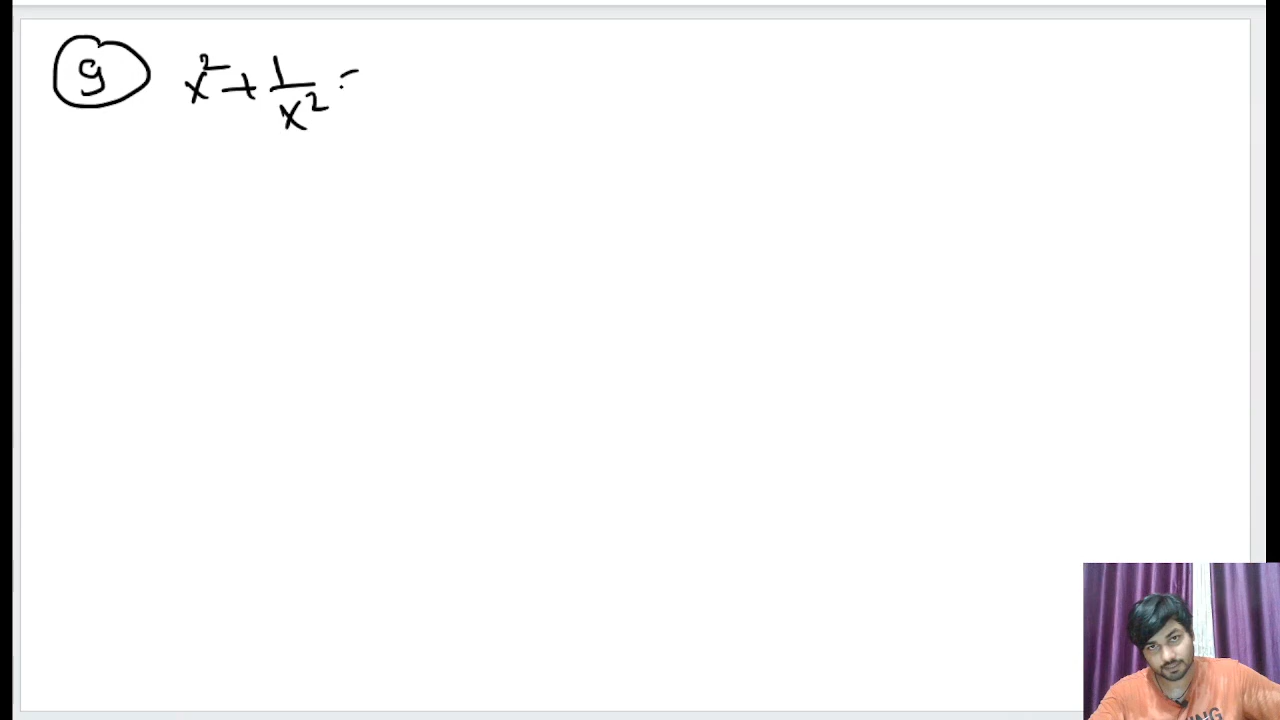 9 x² + 1/x² =